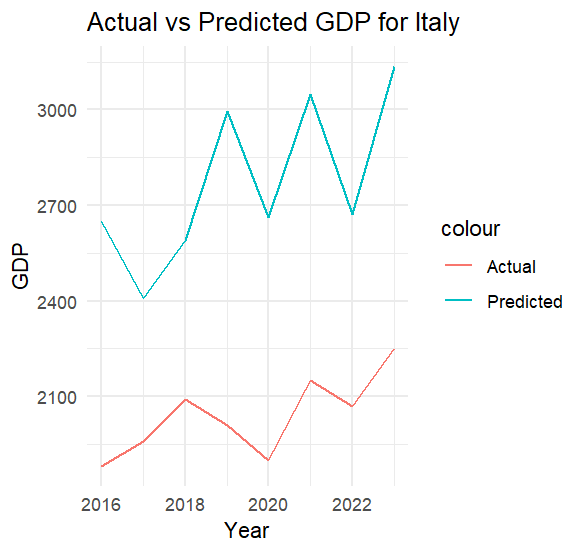 Actual vs Predicted GDP for Italy
GDP
3000
2700
2400
2100
2016
2018
2020
2022
Year
colour
Actual
Predicted